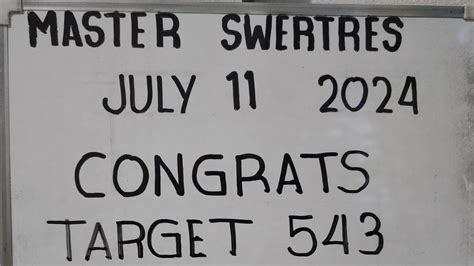 MASTER SWERTRES
JULY 11 2024
CONGRATS
TARGET 543